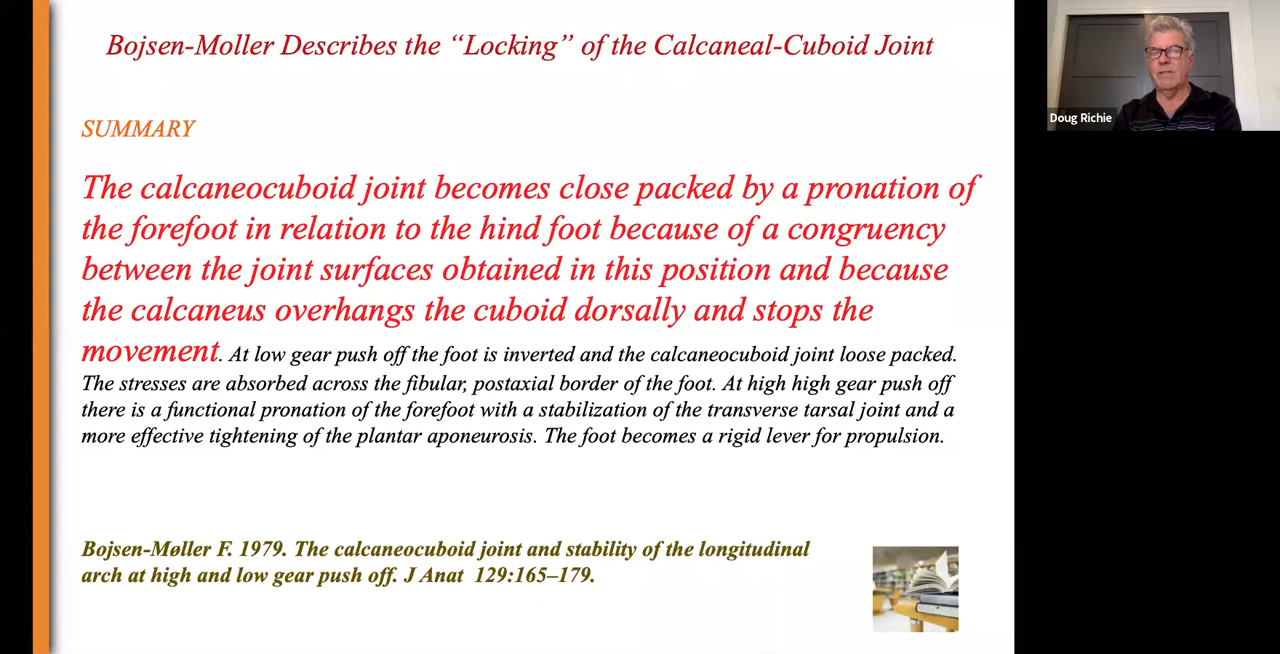 Bojsen-Moller Describes the “Locking” of the Calcaneal-Cuboid Joint
SUMMARY
The calcaneocuboid joint becomes close packed by a pronation of
the forefoot in relation to the hind foot because of a congruency
between the joint surfaces obtained in this position and because
the calcaneus overhangs the cuboid dorsally and stops the
movement. At low gear push off the foot is inverted and the calcaneocuboid joint loose packed.
The stresses are absorbed across the fibular, postaxial border of the foot. At high high gear push off
there is a functional pronation of the forefoot with a stabilization of the transverse tarsal joint and a
more effective tightening of the plantar aponeurosis. The foot becomes a rigid lever for propulsion.
Bojsen-Møller F. 1979. The calcaneocuboid joint and stability of the longitudinal
arch at high and low gear push off. J Anat 129:165–179.
Doug Richie